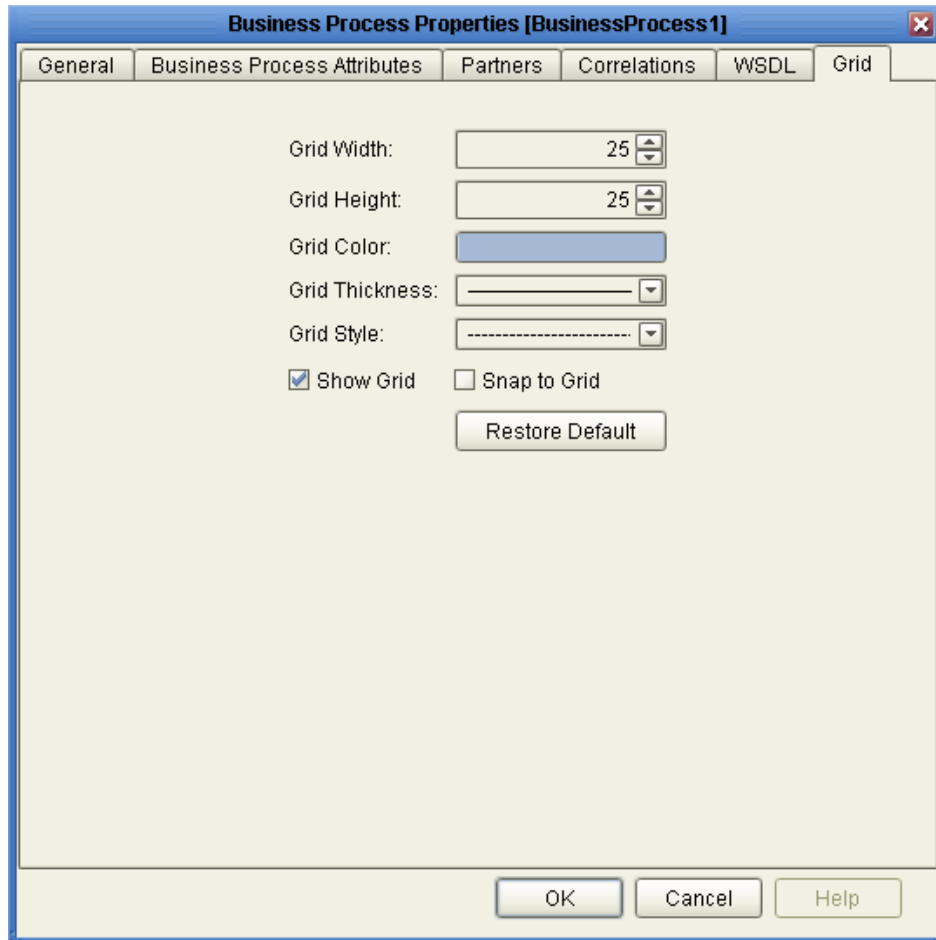 Business Process Properties [BusinessProcess1]
General Business Process Attributes Partners Correlations WSDL Grid
Grid Width: 25
Grid Height: 25
Grid Color:
Grid Thickness:
Grid Style:
Show Grid Snap to Grid
Restore Default
OK Cancel Help